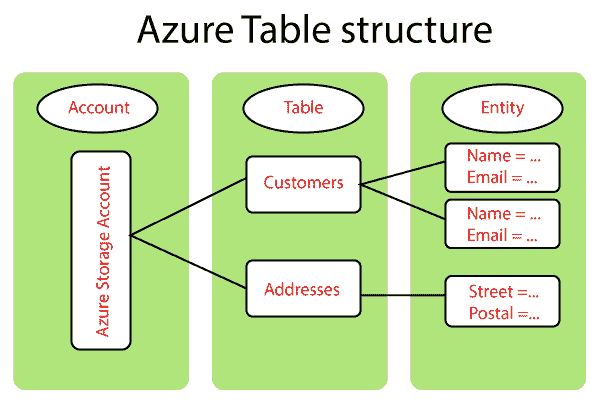 Azure Table structure
Account
Table
Entity
Azure Storage Account
Customers
Addresses
Name = ...
Email = ...
Name = ...
Email = ...
Street =...
Postal =...